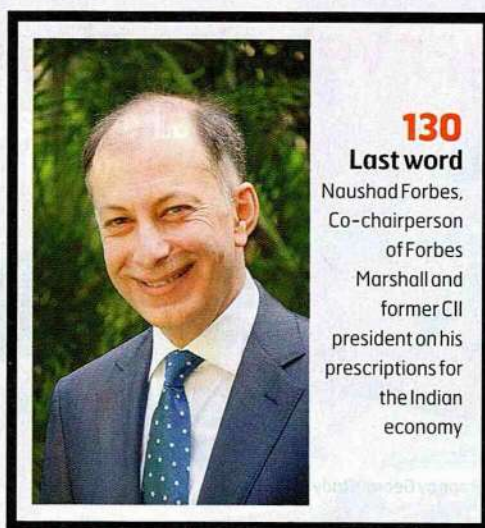 130
Last word
Naushad Forbes,
Co-chairperson
of Forbes
Marshall and
former CII
president on his
prescriptions for
the Indian
economy